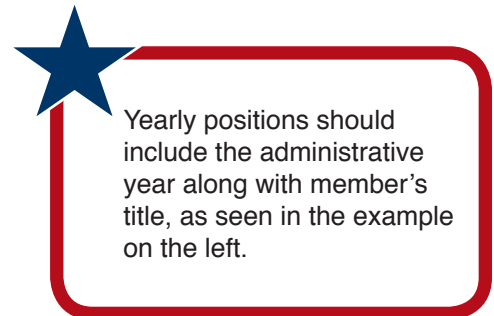 Yearly positions should
include the administrative
year along with member’s
title, as seen in the example
on the left.